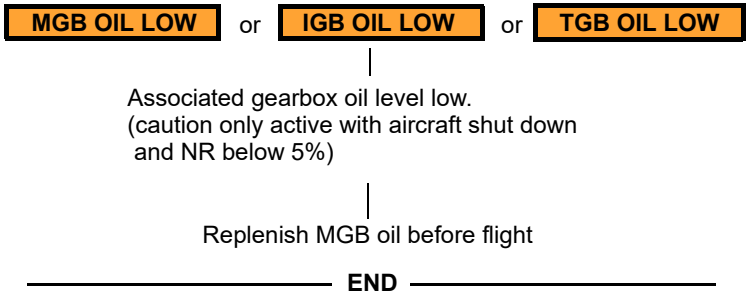 MGB OIL LOW or IGB OIL LOW or TGB OIL LOW
Associated gearbox oil level low.
(caution only active with aircraft shut down
and NR below 5%)
Replenish MGB oil before flight
END